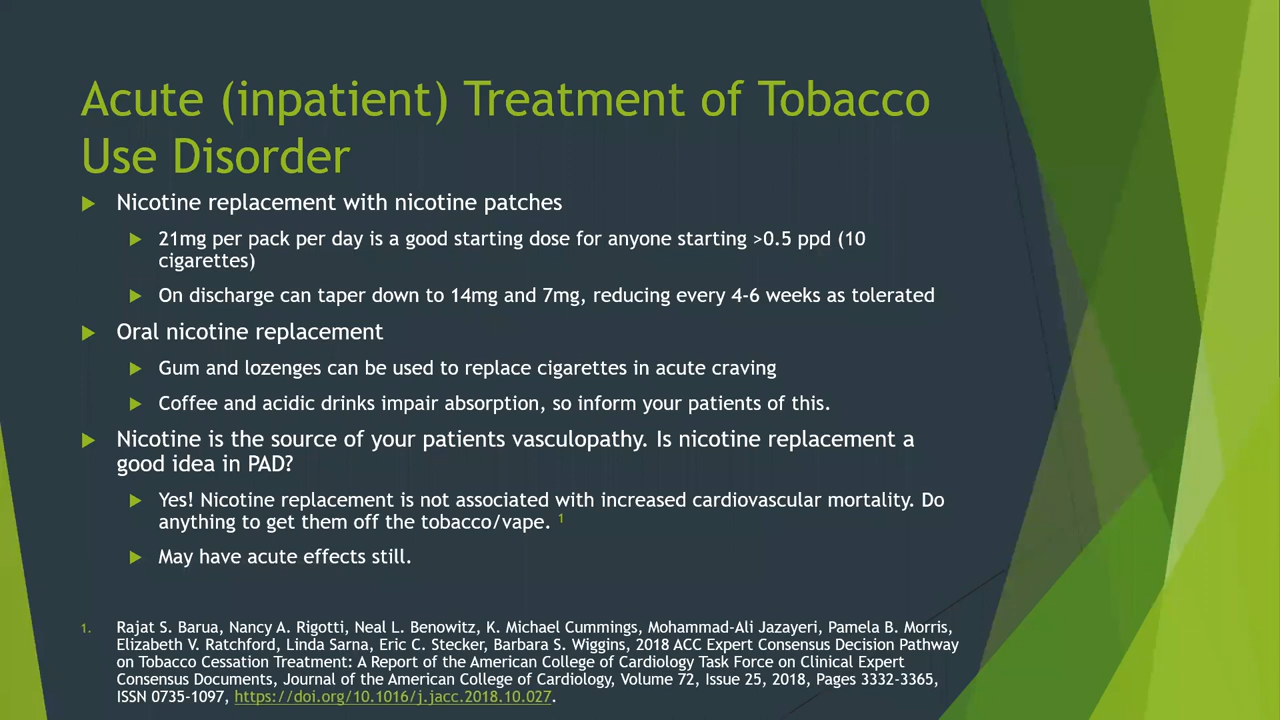 Acute (inpatient) Treatment of Tobacco
Use Disorder
Nicotine replacement with nicotine patches
21mg per pack per day is a good starting dose for anyone starting >0.5 ppd (10
cigarettes)
On discharge can taper down to 14mg and 7mg, reducing every 4-6 weeks as tolerated
Oral nicotine replacement
Gum and lozenges can be used to replace cigarettes in acute craving
Coffee and acidic drinks impair absorption, so inform your patients of this.
Nicotine is the source of your patients vasculopathy. Is nicotine replacement a
good idea in PAD?
Yes! Nicotine replacement is not associated with increased cardiovascular mortality. Do
anything to get them off the tobacco/vape. 1
May have acute effects still.
1. Rajat S. Barua, Nancy A. Rigotti, Neal L. Benowitz, K. Michael Cummings, Mohammad-Ali Jazayeri, Pamela B. Morris,
Elizabeth V. Ratchford, Linda Sarna, Eric C. Stecker, Barbara S. Wiggins, 2018 ACC Expert Consensus Decision Pathway
on Tobacco Cessation Treatment: A Report of the American College of Cardiology Task Force on Clinical Expert
Consensus Documents, Journal of the American College of Cardiology, Volume 72, Issue 25, 2018, Pages 3332-3365,
ISSN 0735-1097, https://doi.org/10.1016/j.jacc.2018.10.027.